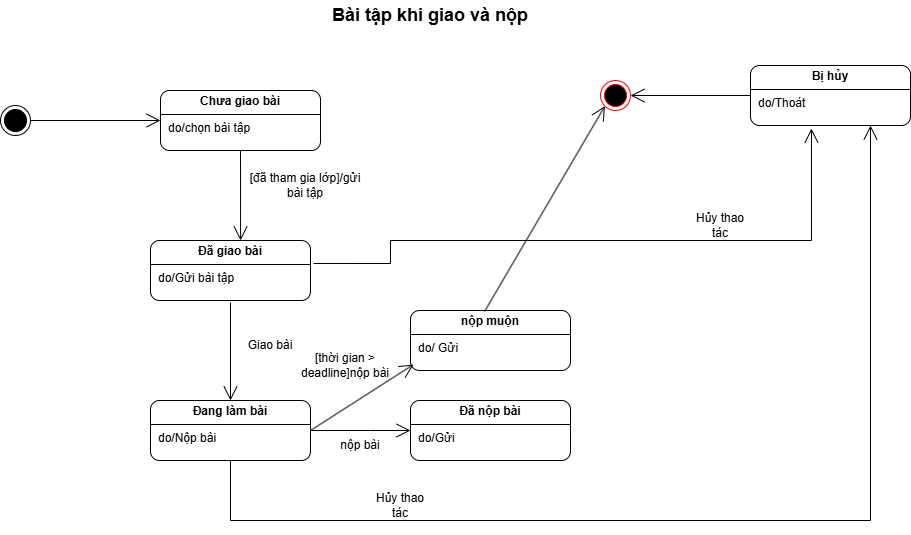 Bài tập khi giao và nộp
Bị hủy
do/Thoát
Chưa giao bài
do/chọn bài tập
[đã tham gia lớp]/gửi
bài tập
Hủy thao
tác
Đã giao bài
do/Gửi bài tập
nộp muộn
do/ Gửi
Giao bài
[thời gian >
deadline]nộp bài
Đang làm bài
do/Nộp bài
Đã nộp bài
do/Gửi
nộp bài
Hủy thao
tác